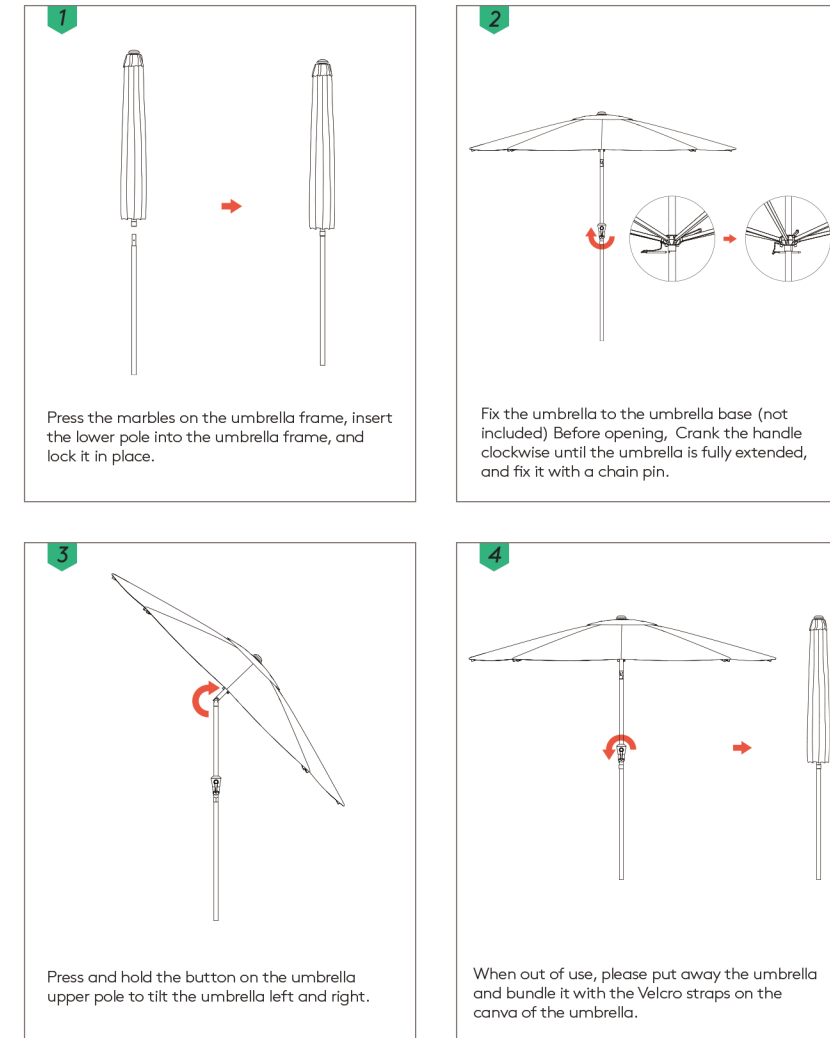 1
Press the marbles on the umbrella frame, insert
the lower pole into the umbrella frame, and
lock it in place.
2
Fix the umbrella to the umbrella base (not
included) Before opening, Crank the handle
clockwise until the umbrella is fully extended,
and fix it with a chain pin.
3
Press and hold the button on the umbrella
upper pole to tilt the umbrella left and right.
4
When out of use, please put away the umbrella
and bundle it with the Velcro straps on the
canva of the umbrella.